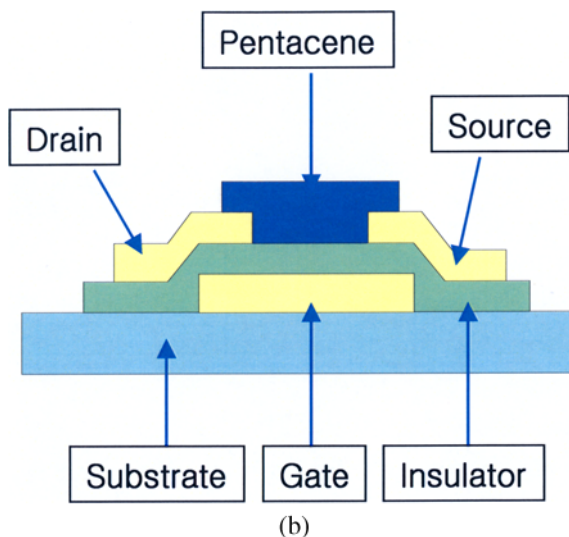 Pentacene
Drain
Source
Substrate
Gate
Insulator
(b)